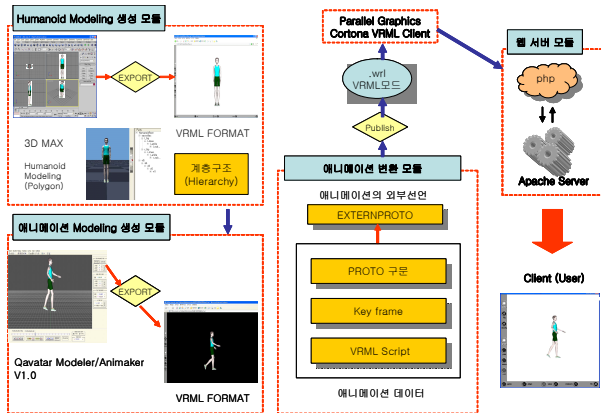 Humanoid Modeling 생성 모듈
EXPORT
VRML FORMAT
3D MAX
Humanoid
Modeling
(Polygon)
계층구조
(Hierarchy)
애니메이션 Modeling 생성 모듈
EXPORT
Qavatar Modeler/Animaker
V1.0
VRML FORMAT
Parallel Graphics
Cortona VRML Client
.wrl
VRML모드
Publish
애니메이션 변환 모듈
애니메이션의 외부선언
EXTERNPROTO
PROTO 구문
Key frame
VRML Script
애니메이션 데이터
웹 서버 모듈
php
Apache Server
Client (User)